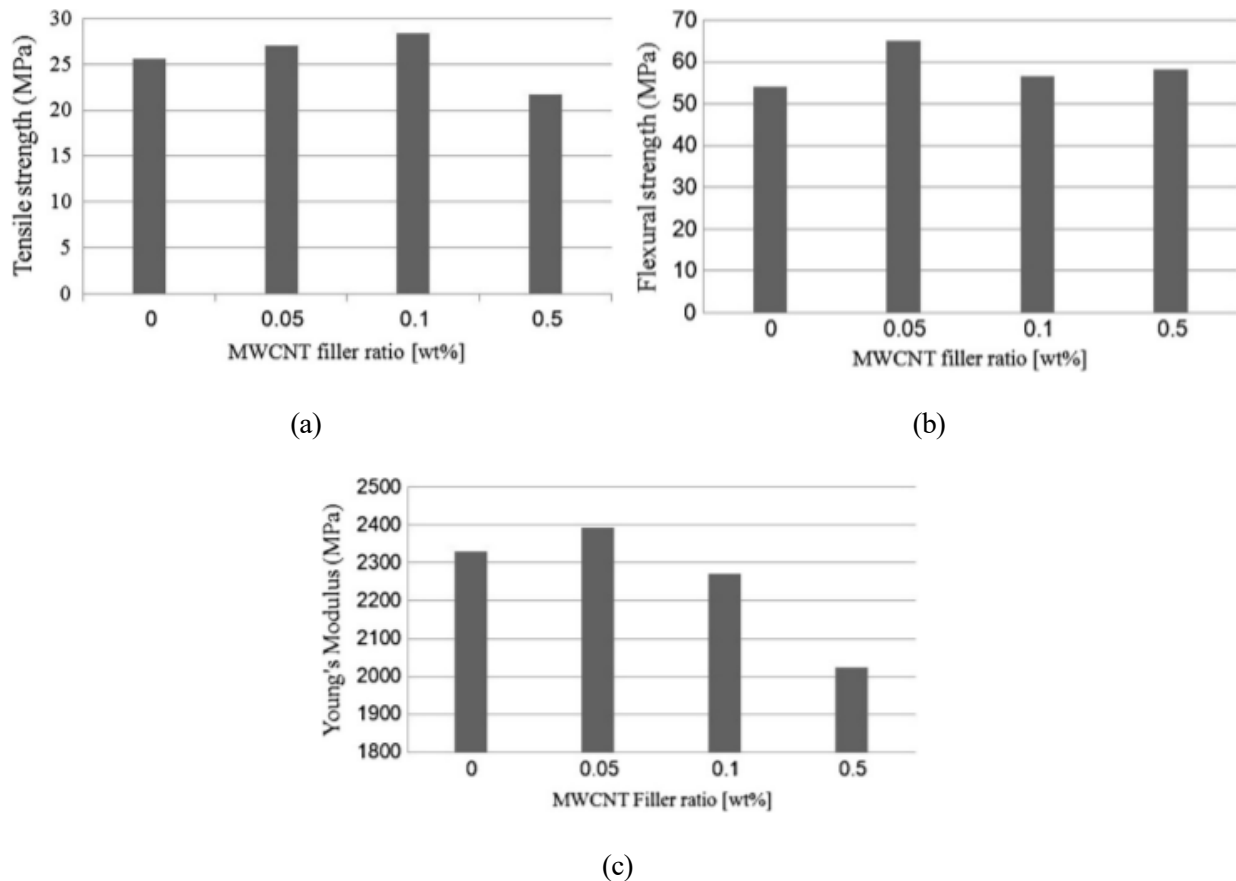 Tensile strength (MPa)
30
25
20
15
10
5
0
0 0.05 0.1 0.5
MWCNT filler ratio [wt%]
(a)
Flexural strength (MPa)
70
60
50
40
30
20
10
0
0 0.05 0.1 0.5
MWCNT filler ratio [wt%]
(b)
Young's Modulus (MPa)
2500
2400
2300
2200
2100
2000
1900
1800
0 0.05 0.1 0.5
MWCNT Filler ratio [wt%]
(c)